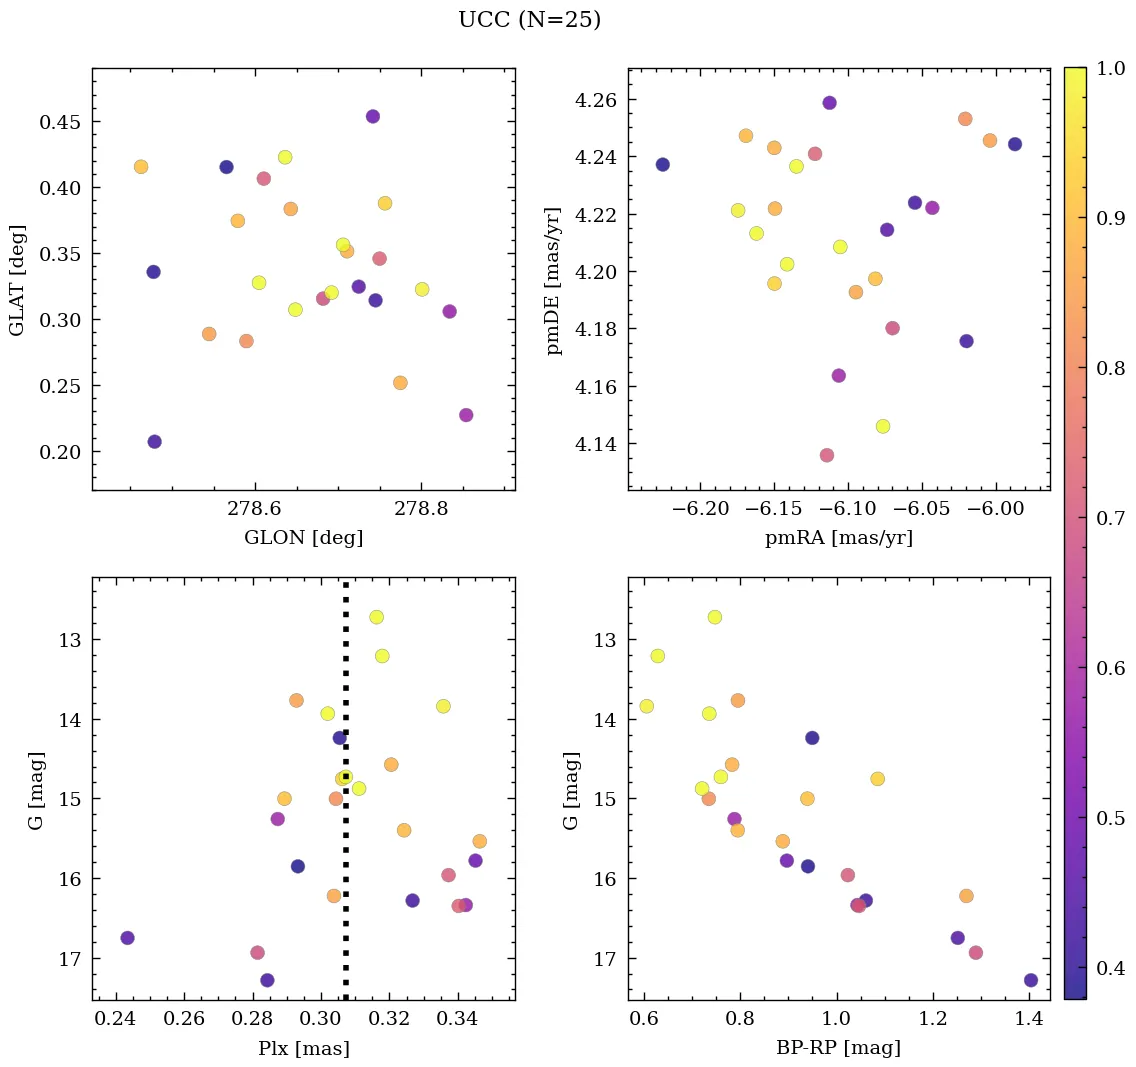 UCC (N=25)
0.45
0.40
0.35
0.30
0.25
0.20
GLAT [deg]
278.6 278.8
GLON [deg]
4.26
4.24
4.22
4.20
4.18
4.16
4.14
pmDE [mas/yr]
−6.20 −6.15 −6.10 −6.05 −6.00
pmRA [mas/yr]
1.0
0.9
0.8
0.7
0.6
0.5
0.4
13
14
15
16
17
G [mag]
0.24 0.26 0.28 0.30 0.32 0.34
Plx [mas]
13
14
15
16
17
G [mag]
0.6 0.8 1.0 1.2 1.4
BP-RP [mag]